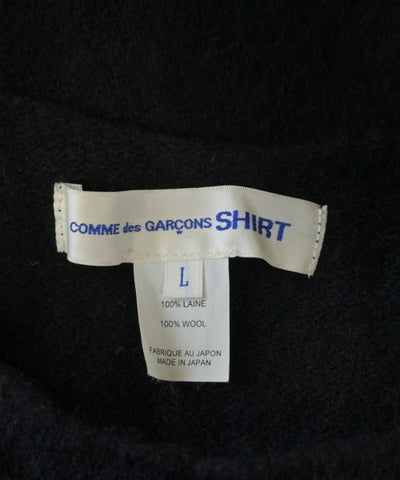 COMME des GARÇONS SHIRT
L
100% LAINE
100% WOOL
FABRIQUE AU JAPON
MADE IN JAPAN